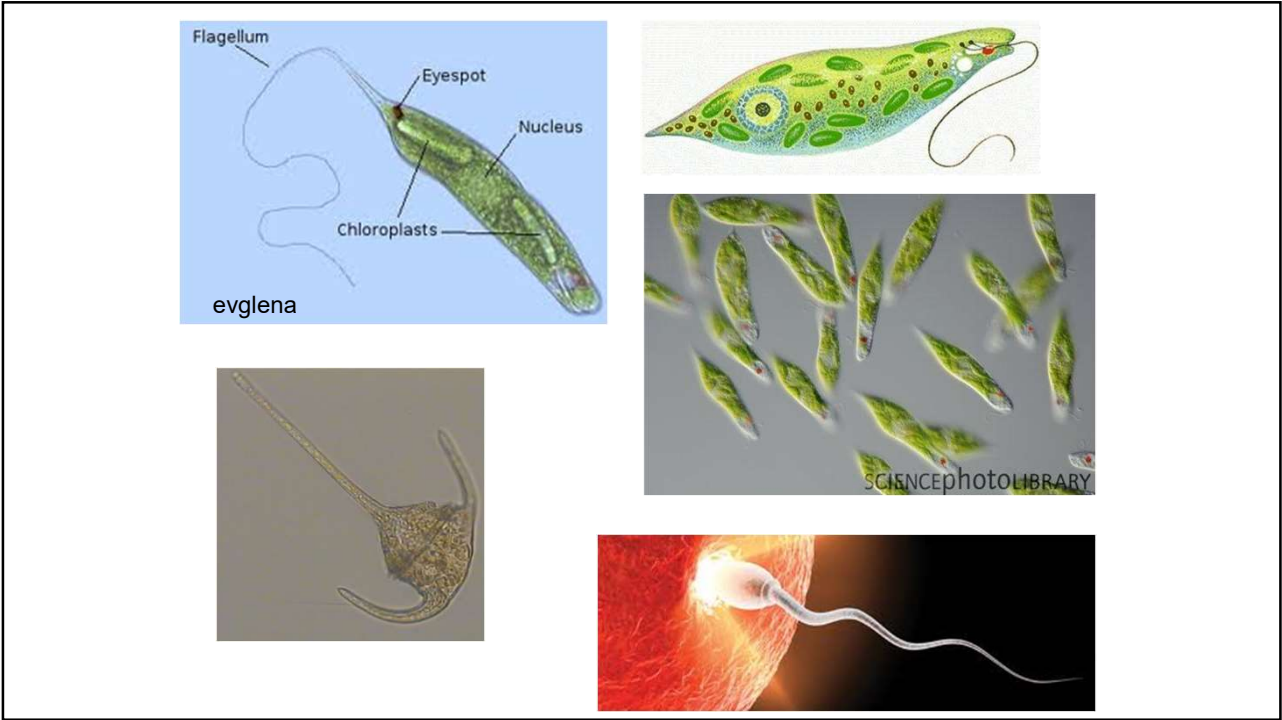 Flagellum
Eyespot
Nucleus
Chloroplasts
evglena
SCIENCEphotoLIBRARY